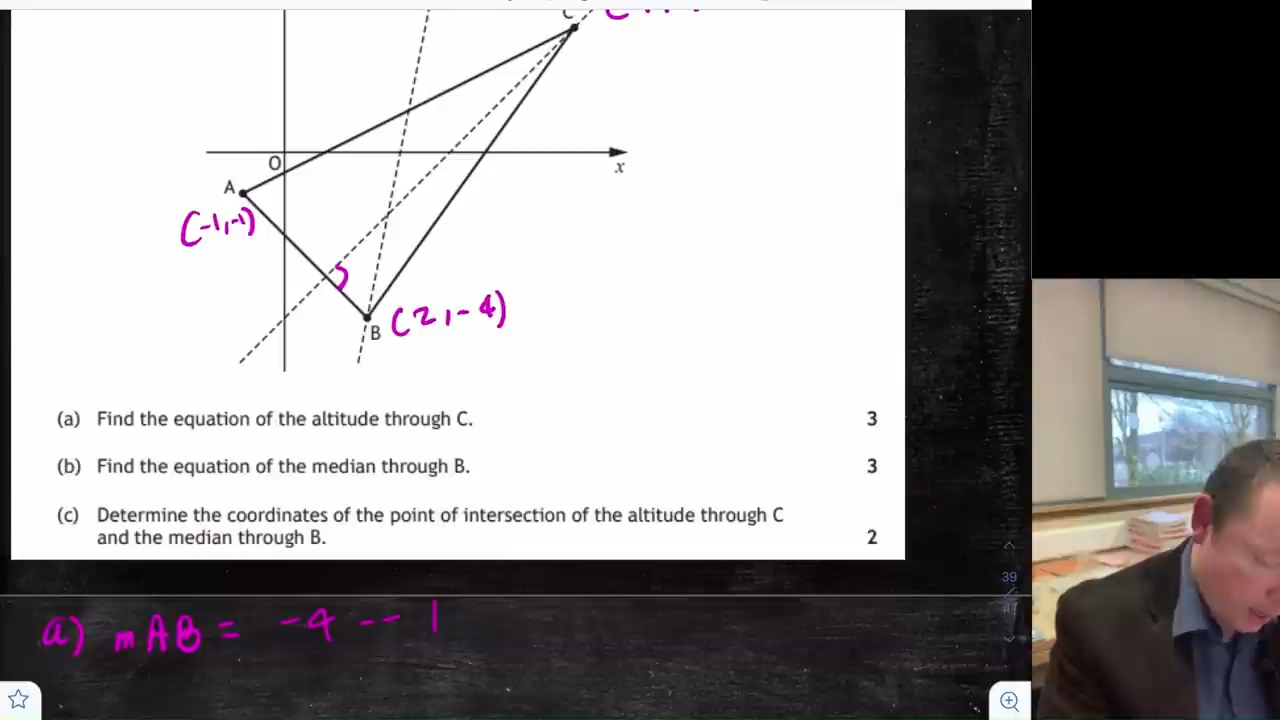 O
x
A
(-1,-1)
B (2,-4)
(a) Find the equation of the altitude through C. 3
(b) Find the equation of the median through B. 3
(c) Determine the coordinates of the point of intersection of the altitude through C
and the median through B. 2
39
a) mAB = -4 -- 1